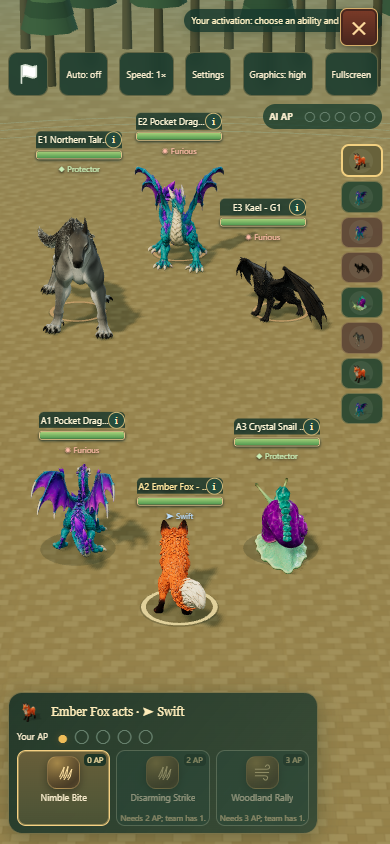 Your activation: choose an ability and
Auto: off
Speed: 1×
Settings
Graphics: high
Fullscreen
AI AP
E2 Pocket Drag... i
Furious
E1 Northern Talr... i
Protector
E3 Kael - G1 i
Furious
A1 Pocket Drag... i
Furious
A3 Crystal Snail ... i
Protector
A2 Ember Fox - ... i
Swift
Ember Fox acts · ➤ Swift
Your AP
0 AP
Nimble Bite
2 AP
Disarming Strike
Needs 2 AP; team has 1.
3 AP
Woodland Rally
Needs 3 AP; team has 1.